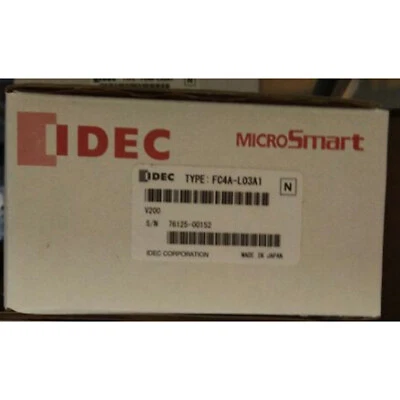 IDEC
MICROSmart
IDEC TYPE: FC4A-L03A1
N
V200
S/N 76125-00152
IDEC CORPORATION MADE IN JAPAN